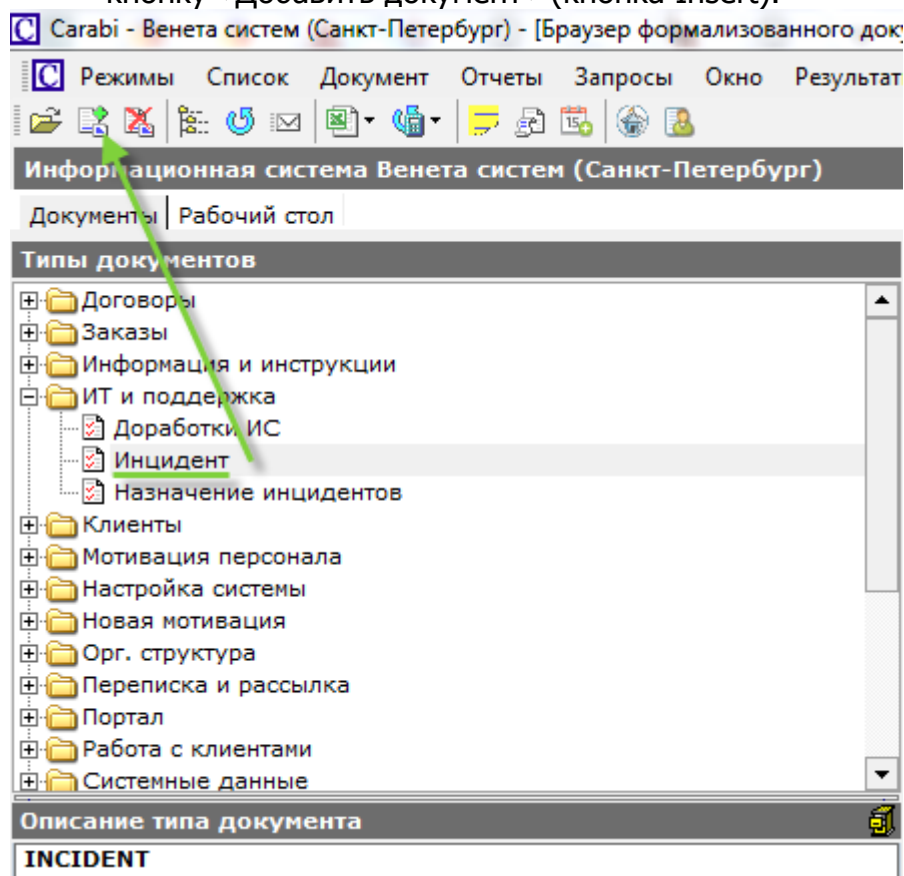 кнопку «Добавить документ» (кнопка Insert).
Carabi - Венета систем (Санкт-Петербург) - [Браузер формализованного док
Режимы Список Документ Отчеты Запросы Окно Результат
Информационная система Венета систем (Санкт-Петербург)
Документы Рабочий стол
Типы документов
Договоры
Заказы
Информация и инструкции
ИТ и поддержка
Доработки ИС
Инцидент
Назначение инцидентов
Клиенты
Мотивация персонала
Настройка системы
Новая мотивация
Орг. структура
Переписка и рассылка
Портал
Работа с клиентами
Системные данные
Описание типа документа
INCIDENT